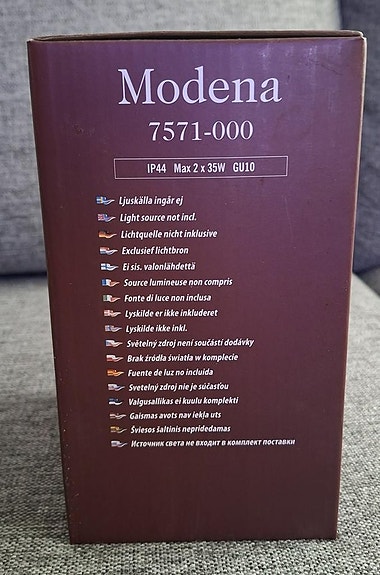 Modena
7571-000
IP44 Max 2 x 35W GU10
Ljuskälla ingår ej
Light source not incl.
Lichtquelle nicht inklusive
Exclusief lichtbron
Ei sis. valonlähdettä
Source lumineuse non compris
Fonte di luce non inclusa
Lyskilde er ikke inkluderet
Lyskilde ikke inkl.
Světelný zdroj není součástí dodávky
Brak źródła światła w komplecie
Fuente de luz no incluida
Svetelný zdroj nie je súčasťou
Valgusallikas ei kuulu komplekti
Gaismas avots nav iekļa uts
Šviesos šaltinis nepridedamas
Источник света не входит в комплект поставки